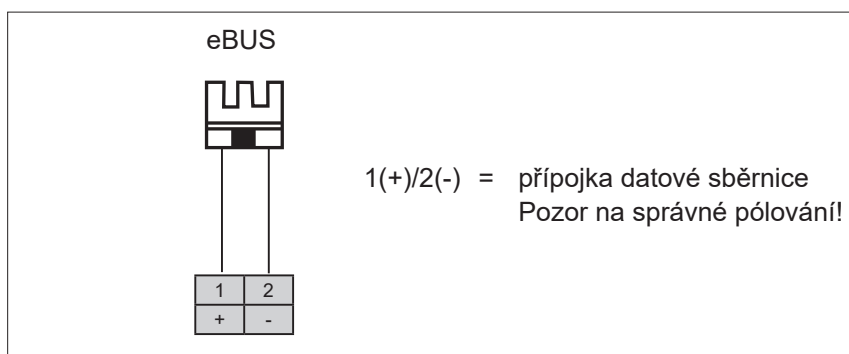 eBUS
1(+)/2(-) = přípojka datové sběrnice
Pozor na správné pólování!
1 2
+ -